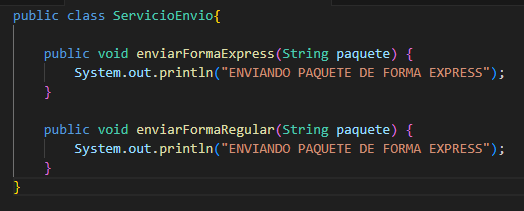 public class ServicioEnvio{
public void enviarFormaExpress(String paquete) {
System.out.println("ENVIANDO PAQUETE DE FORMA EXPRESS");
}
public void enviarFormaRegular(String paquete) {
System.out.println("ENVIANDO PAQUETE DE FORMA EXPRESS");
}
}